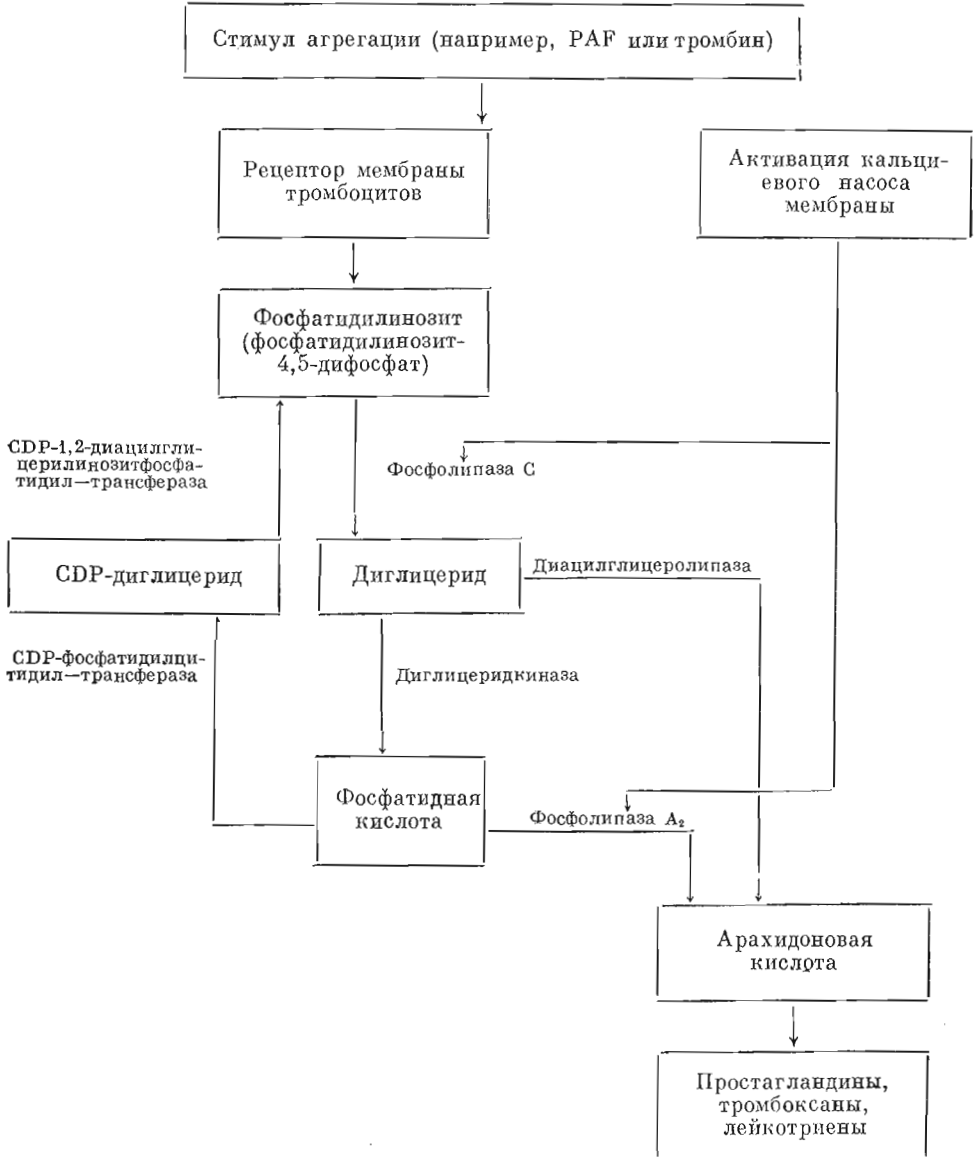 Стимул агрегации (например, PAF или тромбин)
Рецептор мембраны
тромбоцитов
Активация кальци-
евого насоса
мембраны
Фосфатидилинозит
(фосфатидилинозит-
4,5-дифосфат)
CDP-1,2-диацилгли-
церилинозитфосфа-
тидил—трансфераза
Фосфолипаза С
CDP-диглицерид
Диглицерид
Диацилглицеролипаза
CDP-фосфатидилци-
тидил—трансфераза
Диглицеридкиназа
Фосфатидная
кислота
Фосфолипаза А₂
Арахидоновая
кислота
Простагландины,
тромбоксаны,
лейкотриены